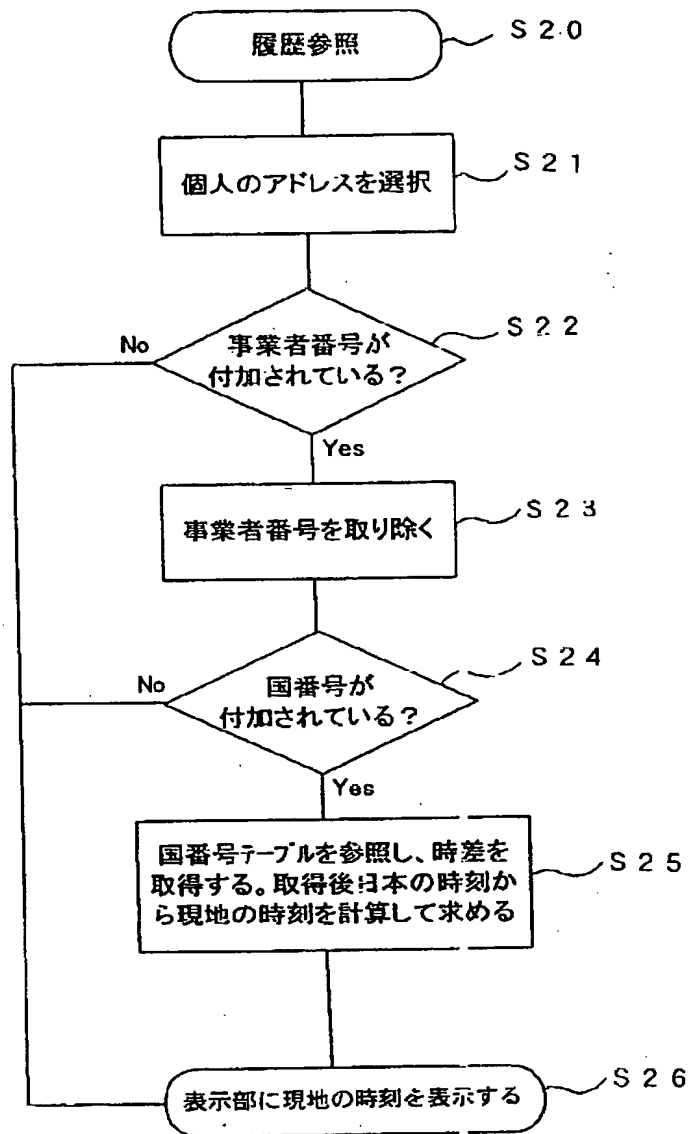 履歴参照
S20
個人のアドレスを選択
S21
事業者番号が
付加されている?
S22
No
Yes
事業者番号を取り除く
S23
国番号が
付加されている?
S24
No
Yes
国番号テーブルを参照し、時差を
取得する。取得後日本の時刻か
ら現地の時刻を計算して求める
S25
表示部に現地の時刻を表示する
S26